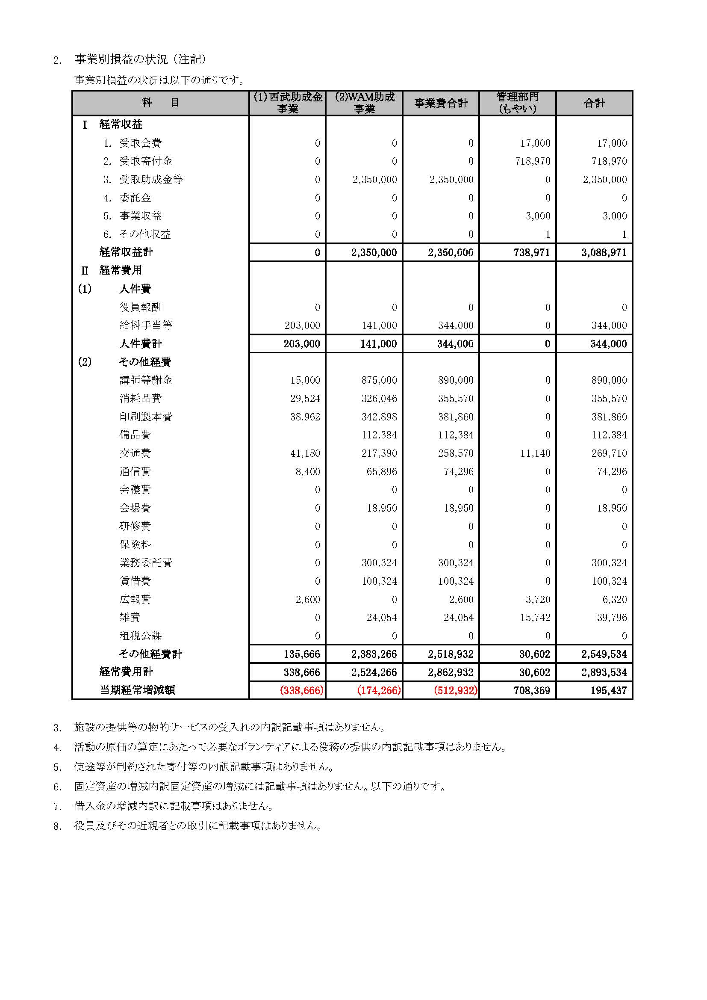 2. 事業別損益の状況（注記）
事業別損益の状況は以下の通りです。
科　目 (1)西武助成金事業 (2)WAM助成事業 事業費合計 管理部門(もやい) 合計
Ⅰ 経常収益
1. 受取会費 0 0 0 17,000 17,000
2. 受取寄付金 0 0 0 718,970 718,970
3. 受取助成金等 0 2,350,000 2,350,000 0 2,350,000
4. 委託金 0 0 0 0 0
5. 事業収益 0 0 0 3,000 3,000
6. その他収益 0 0 0 1 1
経常収益計 0 2,350,000 2,350,000 738,971 3,088,971
Ⅱ 経常費用
(1) 人件費
役員報酬 0 0 0 0 0
給料手当等 203,000 141,000 344,000 0 344,000
人件費計 203,000 141,000 344,000 0 344,000
(2) その他経費
講師等謝金 15,000 875,000 890,000 0 890,000
消耗品費 29,524 326,046 355,570 0 355,570
印刷製本費 38,962 342,898 381,860 0 381,860
備品費 112,384 112,384 0 112,384
交通費 41,180 217,390 258,570 11,140 269,710
通信費 8,400 65,896 74,296 0 74,296
会議費 0 0 0 0 0
会場費 0 18,950 18,950 0 18,950
研修費 0 0 0 0 0
保険料 0 0 0 0 0
業務委託費 0 300,324 300,324 0 300,324
賃借費 0 100,324 100,324 0 100,324
広報費 2,600 0 2,600 3,720 6,320
雑費 0 24,054 24,054 15,742 39,796
租税公課 0 0 0 0 0
その他経費計 135,666 2,383,266 2,518,932 30,602 2,549,534
経常費用計 338,666 2,524,266 2,862,932 30,602 2,893,534
当期経常増減額 (338,666) (174,266) (512,932) 708,369 195,437
3. 施設の提供等の物的サービスの受入れの内訳記載事項はありません。
4. 活動の原価の算定にあたって必要なボランティアによる役務の提供の内訳記載事項はありません。
5. 使途等が制約された寄付等の内訳記載事項はありません。
6. 固定資産の増減内訳固定資産の増減には記載事項はありません。以下の通りです。
7. 借入金の増減内訳に記載事項はありません。
8. 役員及びその近親者との取引に記載事項はありません。